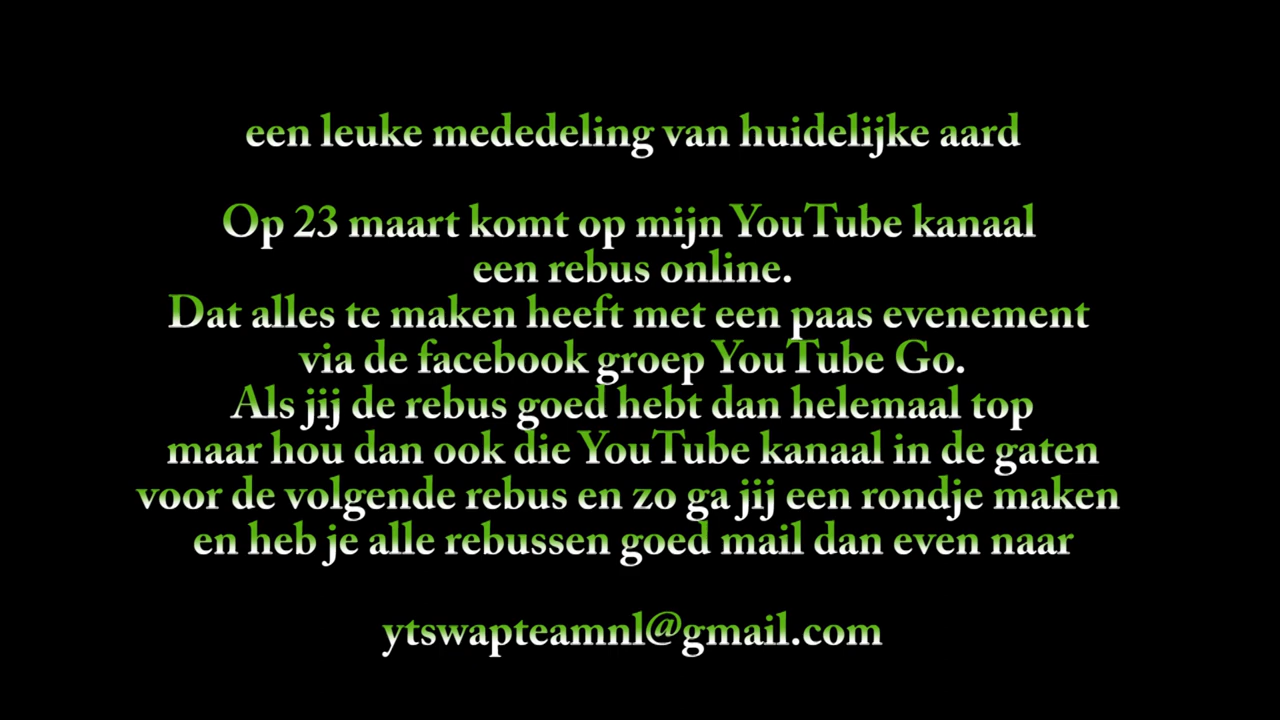 een leuke mededeling van huidelijke aard
Op 23 maart komt op mijn YouTube kanaal
een rebus online.
Dat alles te maken heeft met een paas evenement
via de facebook groep YouTube Go.
Als jij de rebus goed hebt dan helemaal top
maar hou dan ook die YouTube kanaal in de gaten
voor de volgende rebus en zo ga jij een rondje maken
en heb je alle rebussen goed mail dan even naar
ytswapteamnl@gmail.com